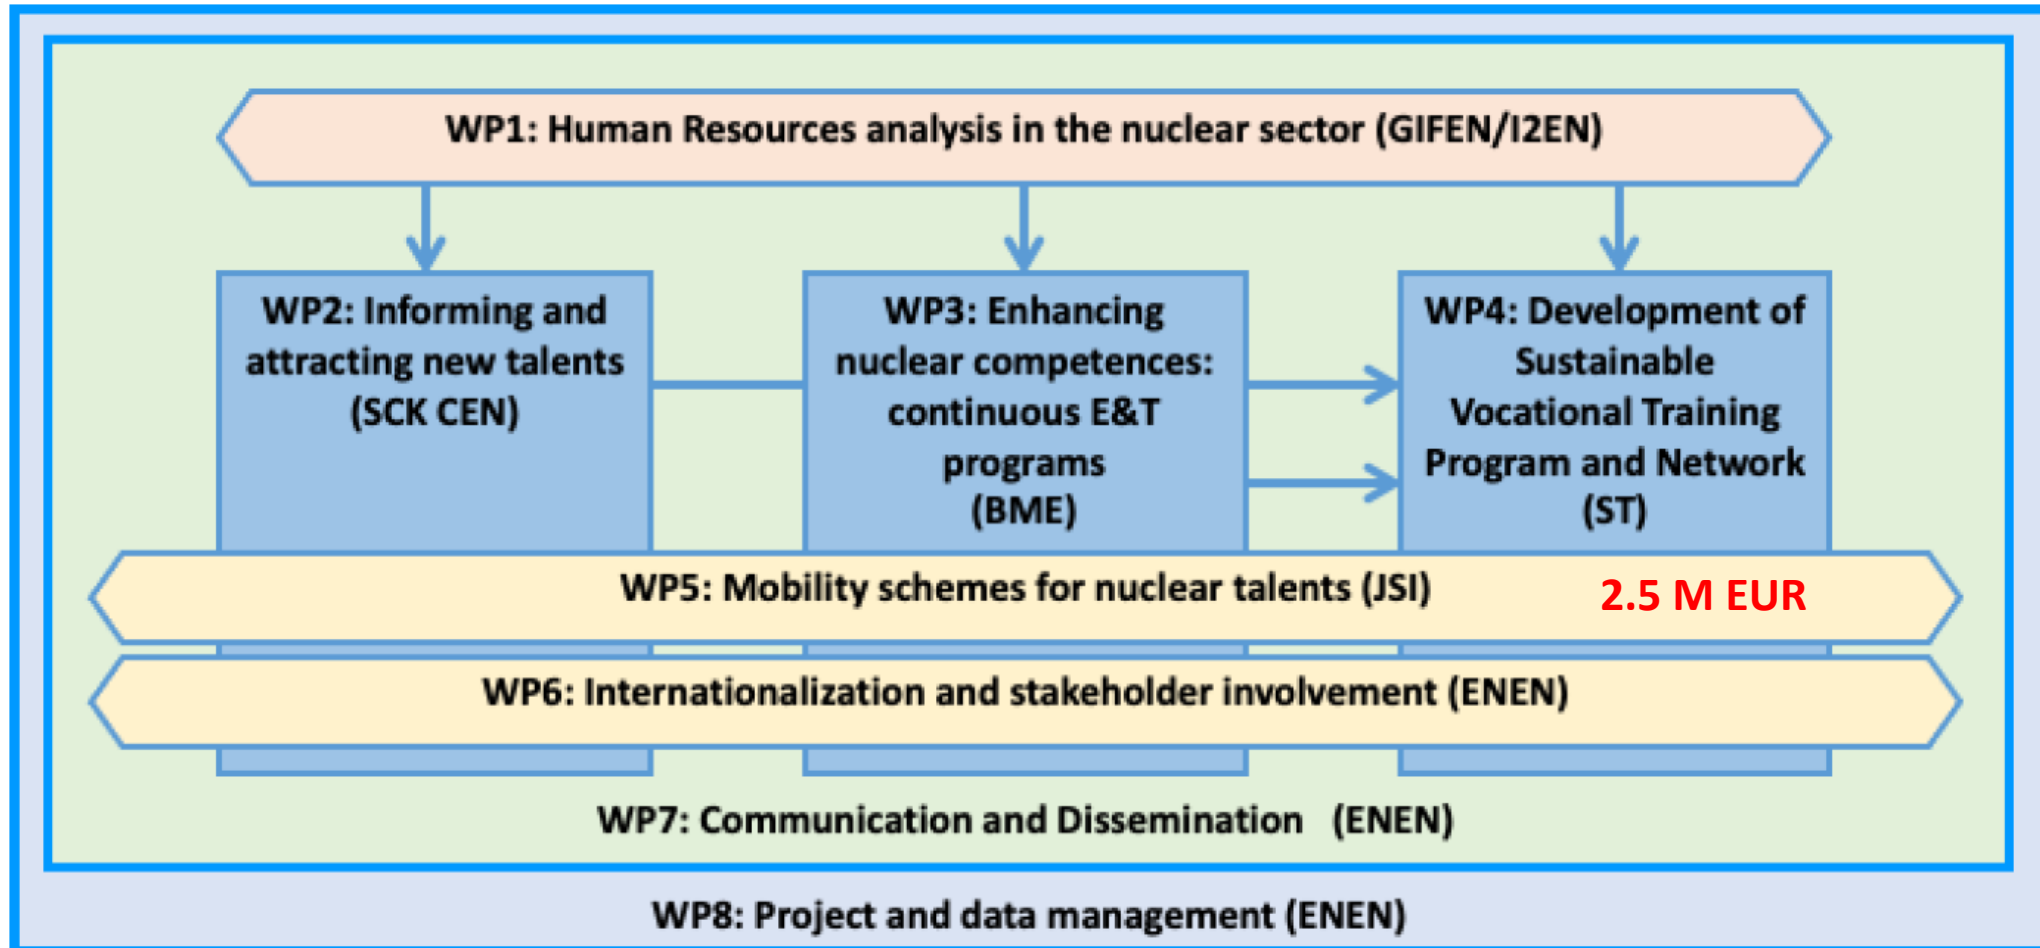 WP1: Human Resources analysis in the nuclear sector (GIFEN/I2EN)
WP2: Informing and
attracting new talents
(SCK CEN)
WP3: Enhancing
nuclear competences:
continuous E&T
programs
(BME)
WP4: Development of
Sustainable
Vocational Training
Program and Network
(ST)
WP5: Mobility schemes for nuclear talents (JSI) 2.5 M EUR
WP6: Internationalization and stakeholder involvement (ENEN)
WP7: Communication and Dissemination (ENEN)
WP8: Project and data management (ENEN)